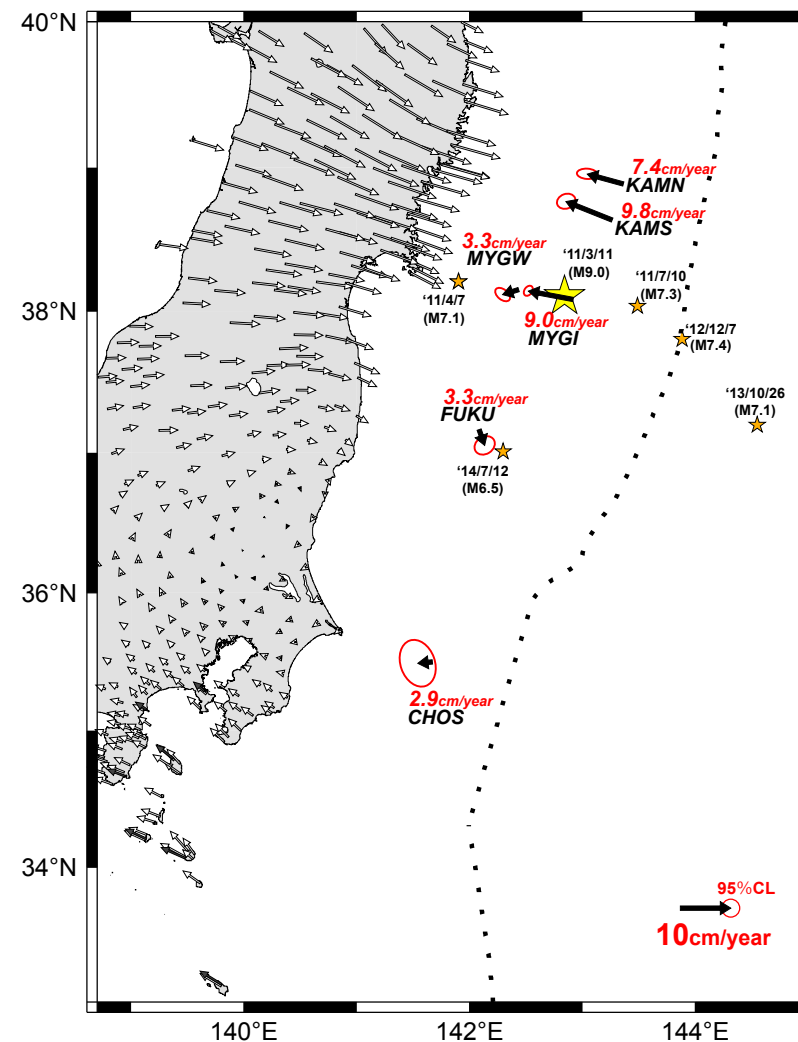 40°N
7.4cm/year
KAMN
9.8cm/year
KAMS
3.3cm/year
MYGW
‘11/3/11
(M9.0)
‘11/7/10
(M7.3)
38°N
‘11/4/7
(M7.1)
9.0cm/year
MYGI
‘12/12/7
(M7.4)
‘13/10/26
(M7.1)
3.3cm/year
FUKU
‘14/7/12
(M6.5)
36°N
2.9cm/year
CHOS
34°N
95%CL
10cm/year
140°E
142°E
144°E